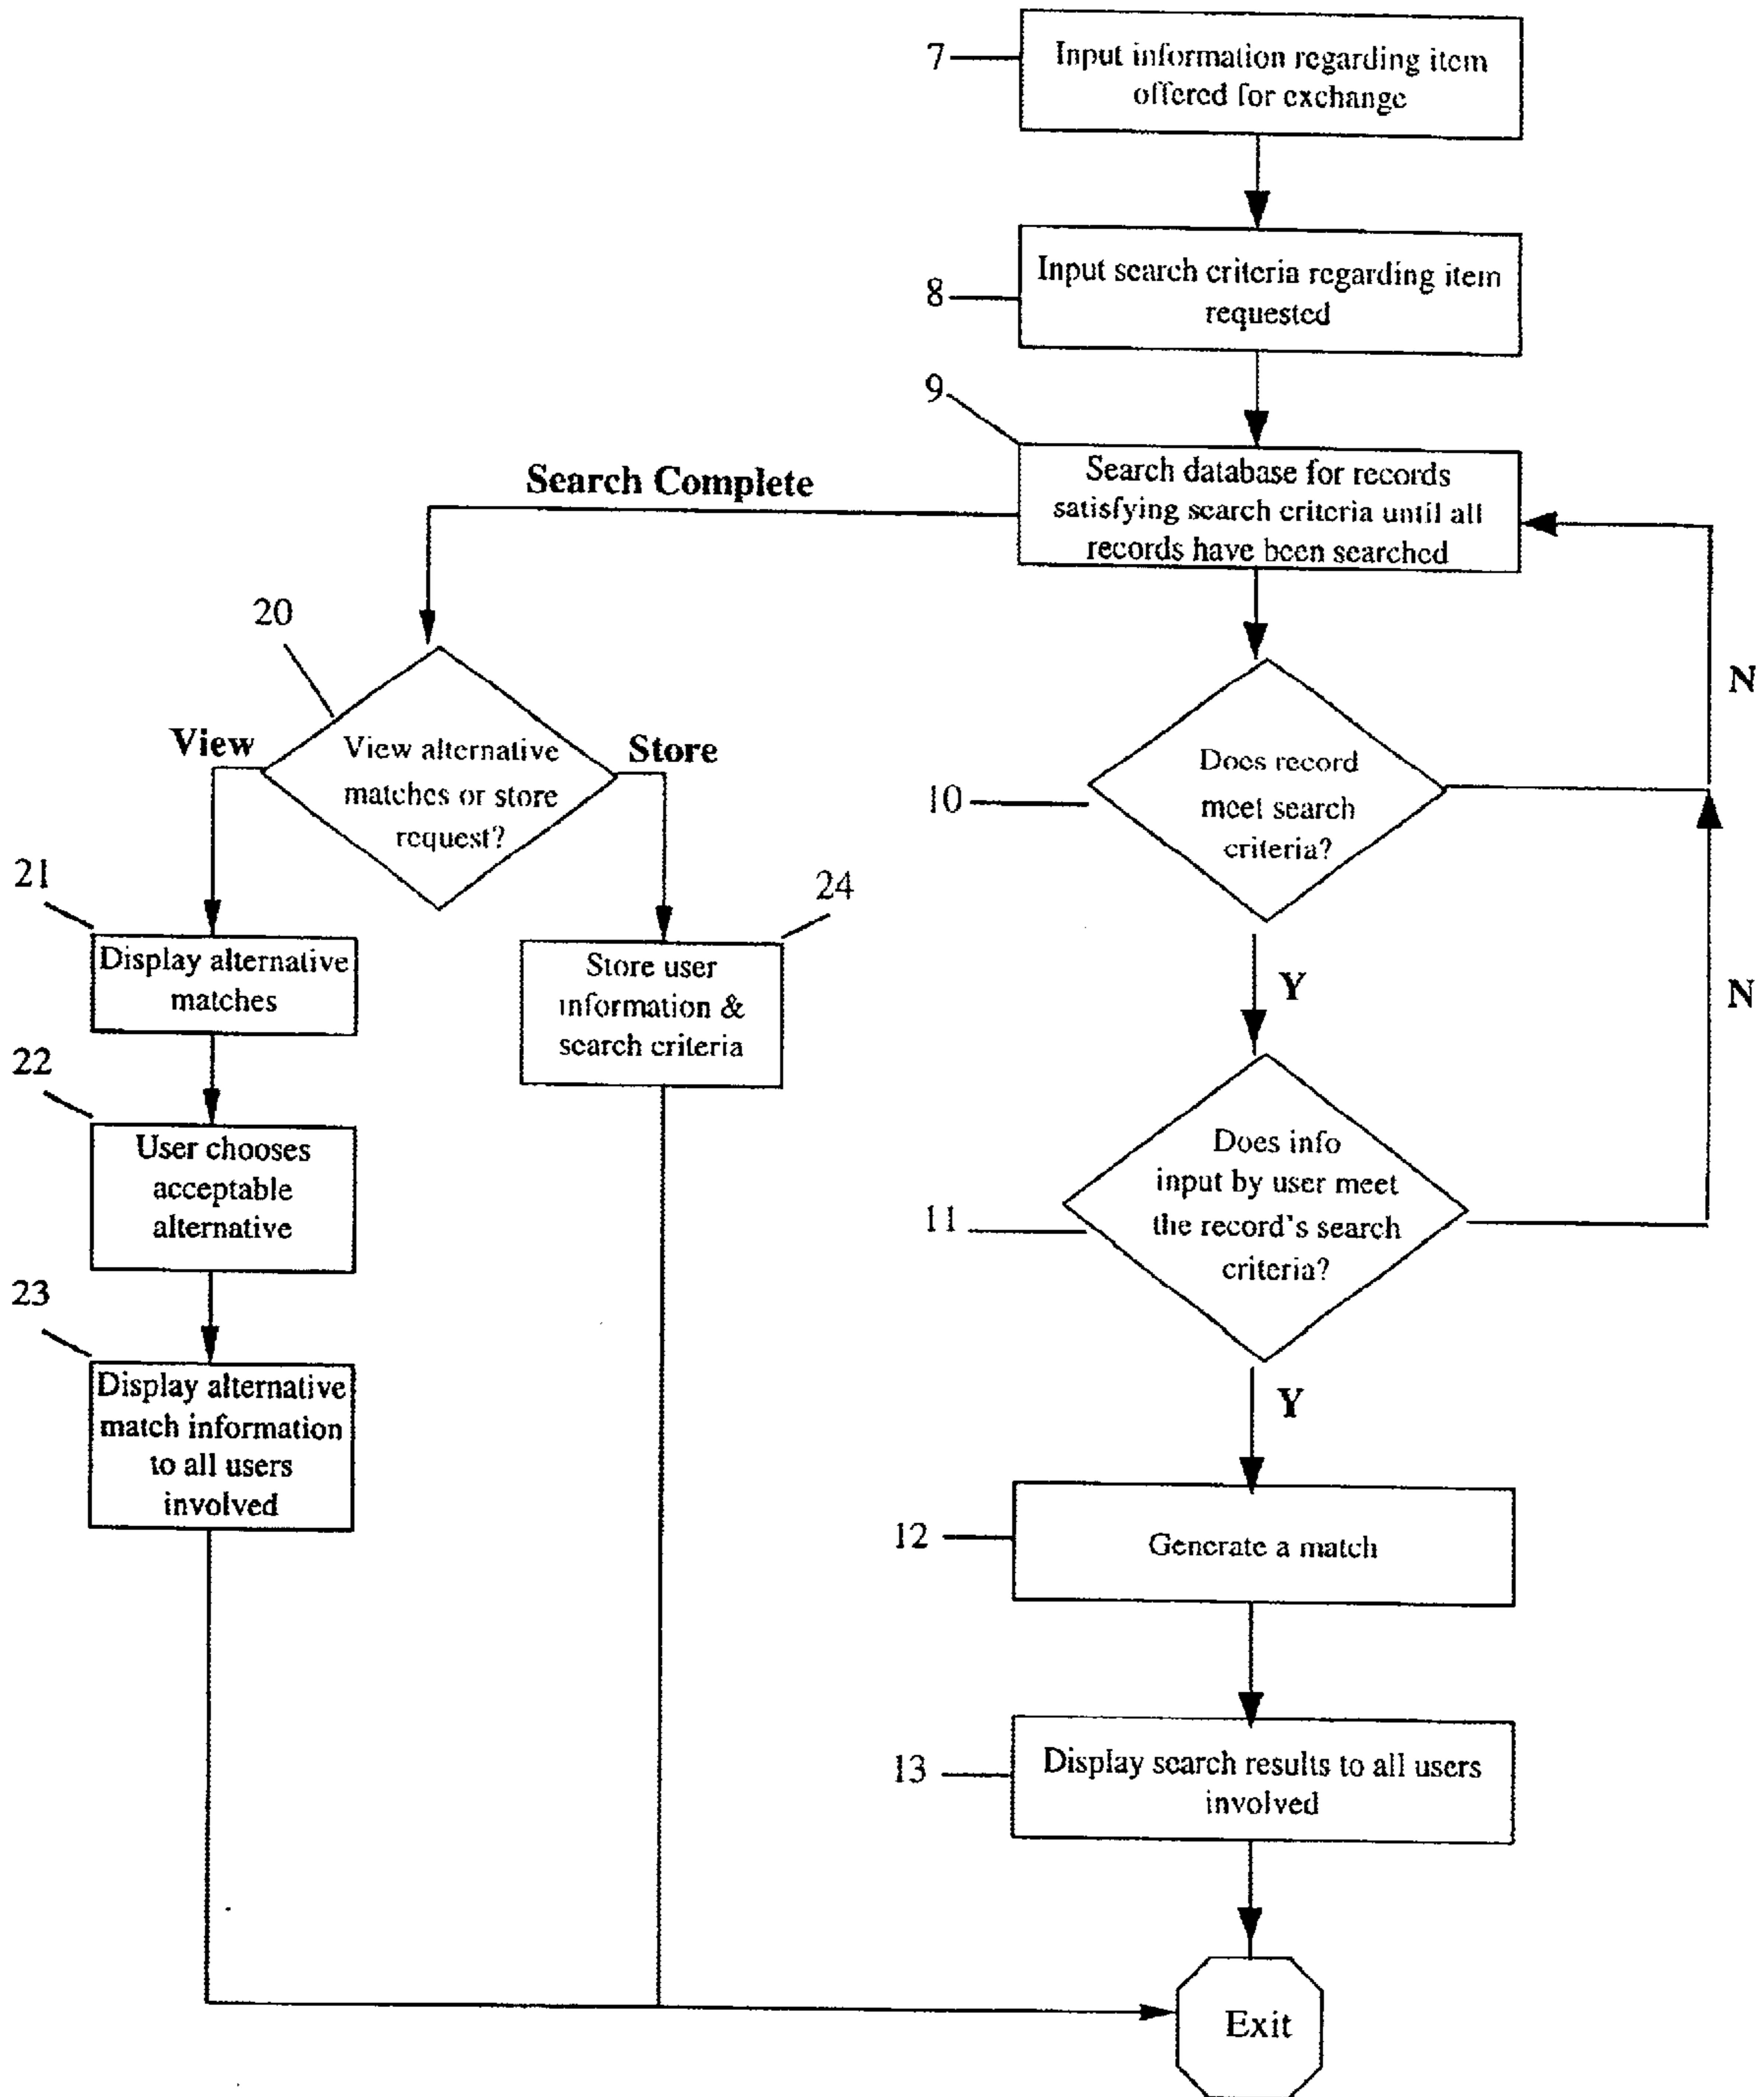 7
Input information regarding item
offered for exchange
8
Input search criteria regarding item
requested
9
Search database for records
satisfying search criteria until all
records have been searched
Search Complete
20
View alternative
matches or store
request?
View
Store
N
10
Does record
meet search
criteria?
21
Display alternative
matches
24
Store user
information &
search criteria
Y
N
22
User chooses
acceptable
alternative
11
Does info
input by user meet
the record's search
criteria?
23
Display alternative
match information
to all users
involved
Y
12
Generate a match
13
Display search results to all users
involved
Exit